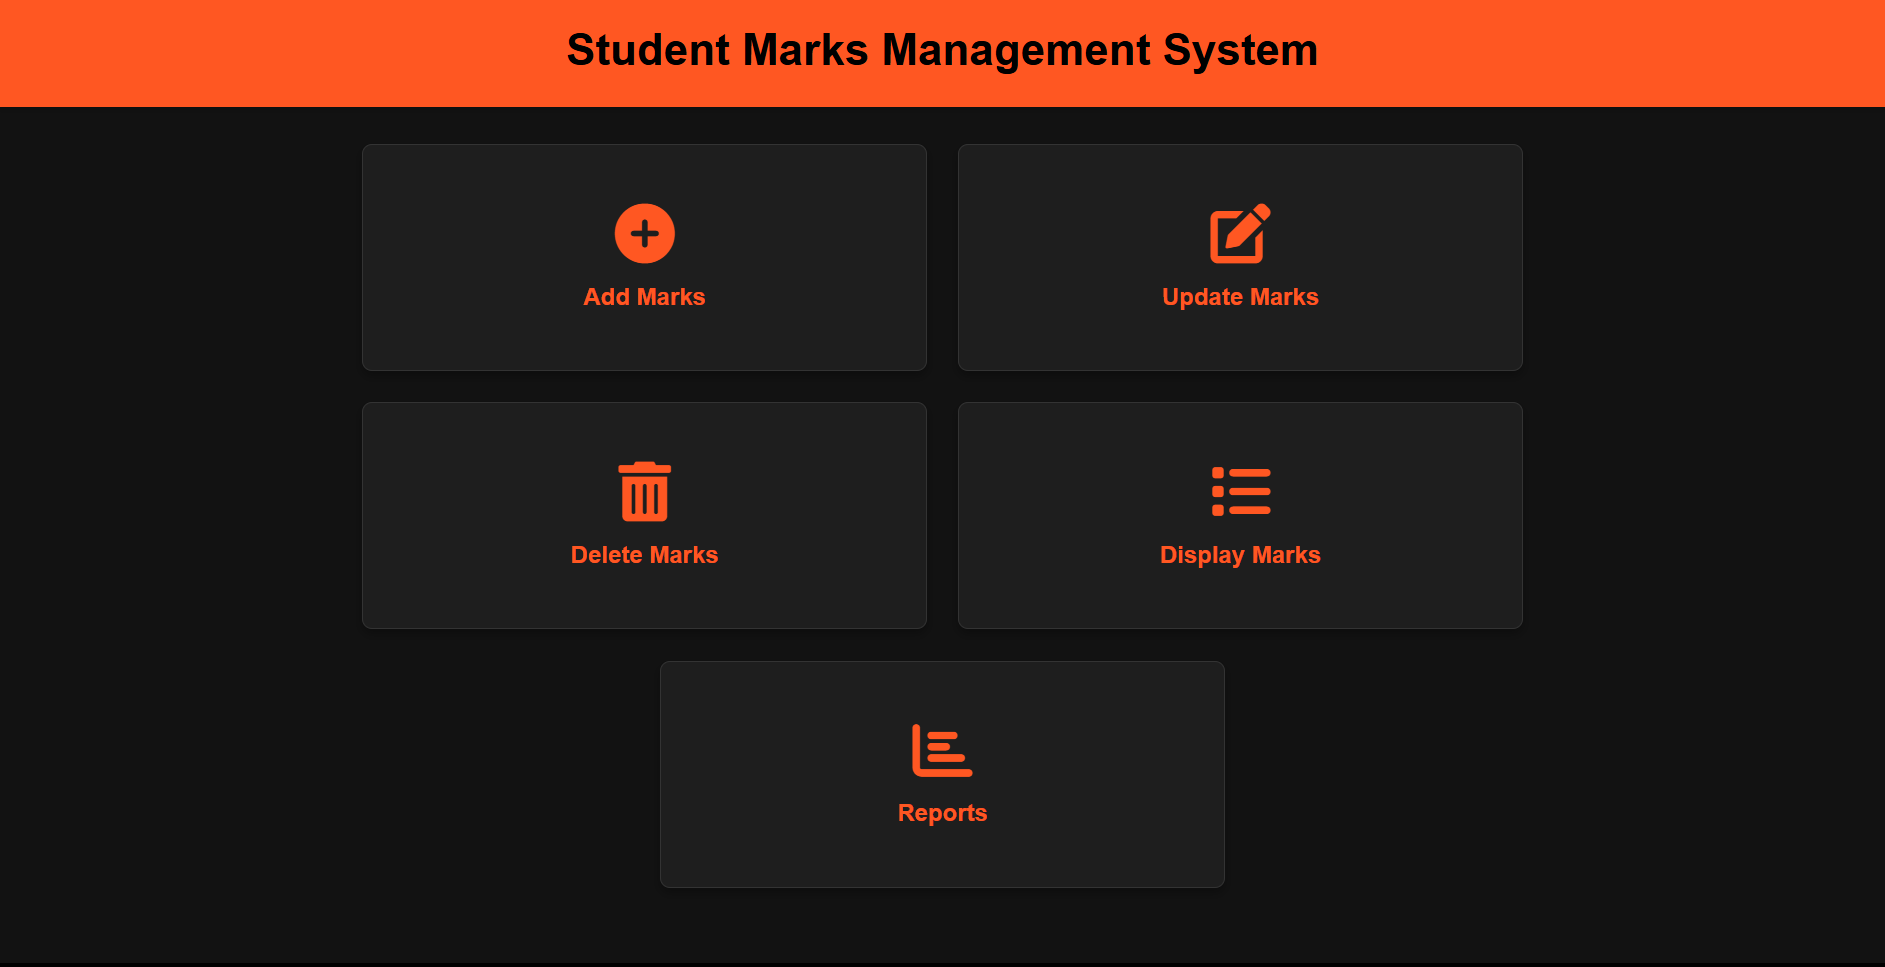 Student Marks Management System
Add Marks
Update Marks
Delete Marks
Display Marks
Reports